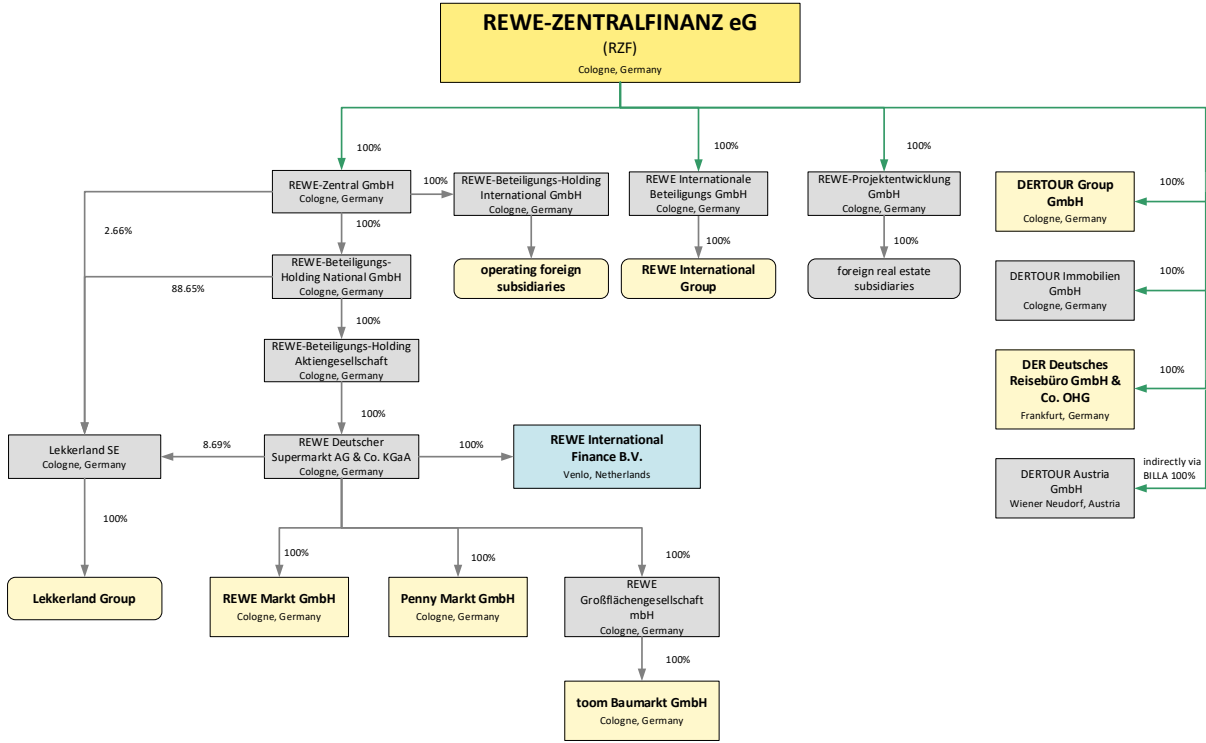 REWE-ZENTRALFINANZ eG
(RZF)
Cologne, Germany
100%
100%
100%
REWE-Zentral GmbH
Cologne, Germany
100%
REWE-Beteiligungs-Holding
International GmbH
Cologne, Germany
REWE Internationale
Beteiligungs GmbH
Cologne, Germany
REWE-Projektentwicklung
GmbH
Cologne, Germany
DERTOUR Group
GmbH
Cologne, Germany
100%
2.66%
100%
100%
100%
REWE-Beteiligungs-
Holding National GmbH
Cologne, Germany
88.65%
operating foreign
subsidiaries
REWE International
Group
foreign real estate
subsidiaries
DERTOUR Immobilien
GmbH
Cologne, Germany
100%
100%
REWE-Beteiligungs-Holding
Aktiengesellschaft
Cologne, Germany
DER Deutsches
Reisebüro GmbH &
Co. OHG
Frankfurt, Germany
100%
100%
Lekkerland SE
Cologne, Germany
8.69%
REWE Deutscher
Supermarkt AG & Co. KGaA
Cologne, Germany
100%
REWE International
Finance B.V.
Venlo, Netherlands
DERTOUR Austria
GmbH
Wiener Neudorf, Austria
indirectly via
BILLA 100%
100%
100%
100%
100%
Lekkerland Group
REWE Markt GmbH
Cologne, Germany
Penny Markt GmbH
Cologne, Germany
REWE
Großflächengesellschaft
mbH
Cologne, Germany
100%
toom Baumarkt GmbH
Cologne, Germany